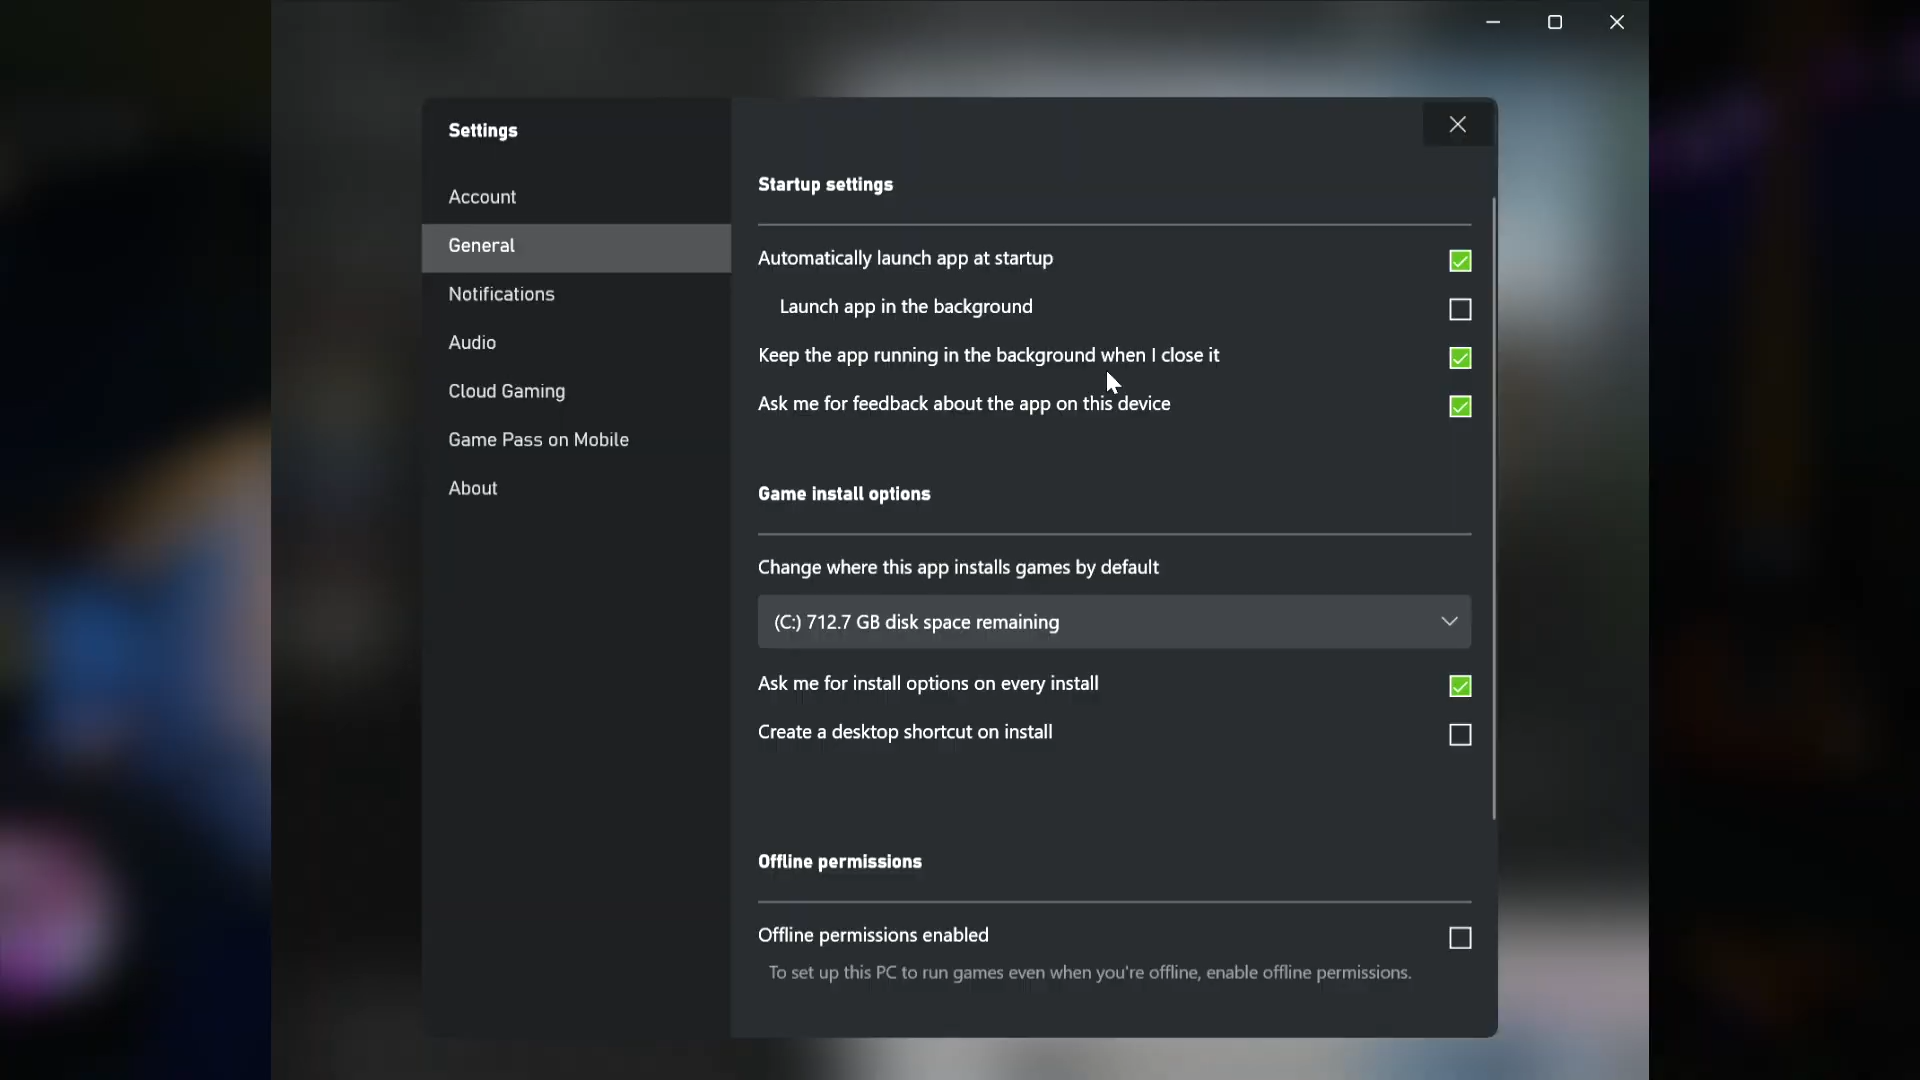 Settings
Account
General
Notifications
Audio
Cloud Gaming
Game Pass on Mobile
About
Startup settings
Automatically launch app at startup
Launch app in the background
Keep the app running in the background when I close it
Ask me for feedback about the app on this device
Game install options
Change where this app installs games by default
(C:) 712.7 GB disk space remaining
Ask me for install options on every install
Create a desktop shortcut on install
Offline permissions
Offline permissions enabled
To set up this PC to run games even when you're offline, enable offline permissions.